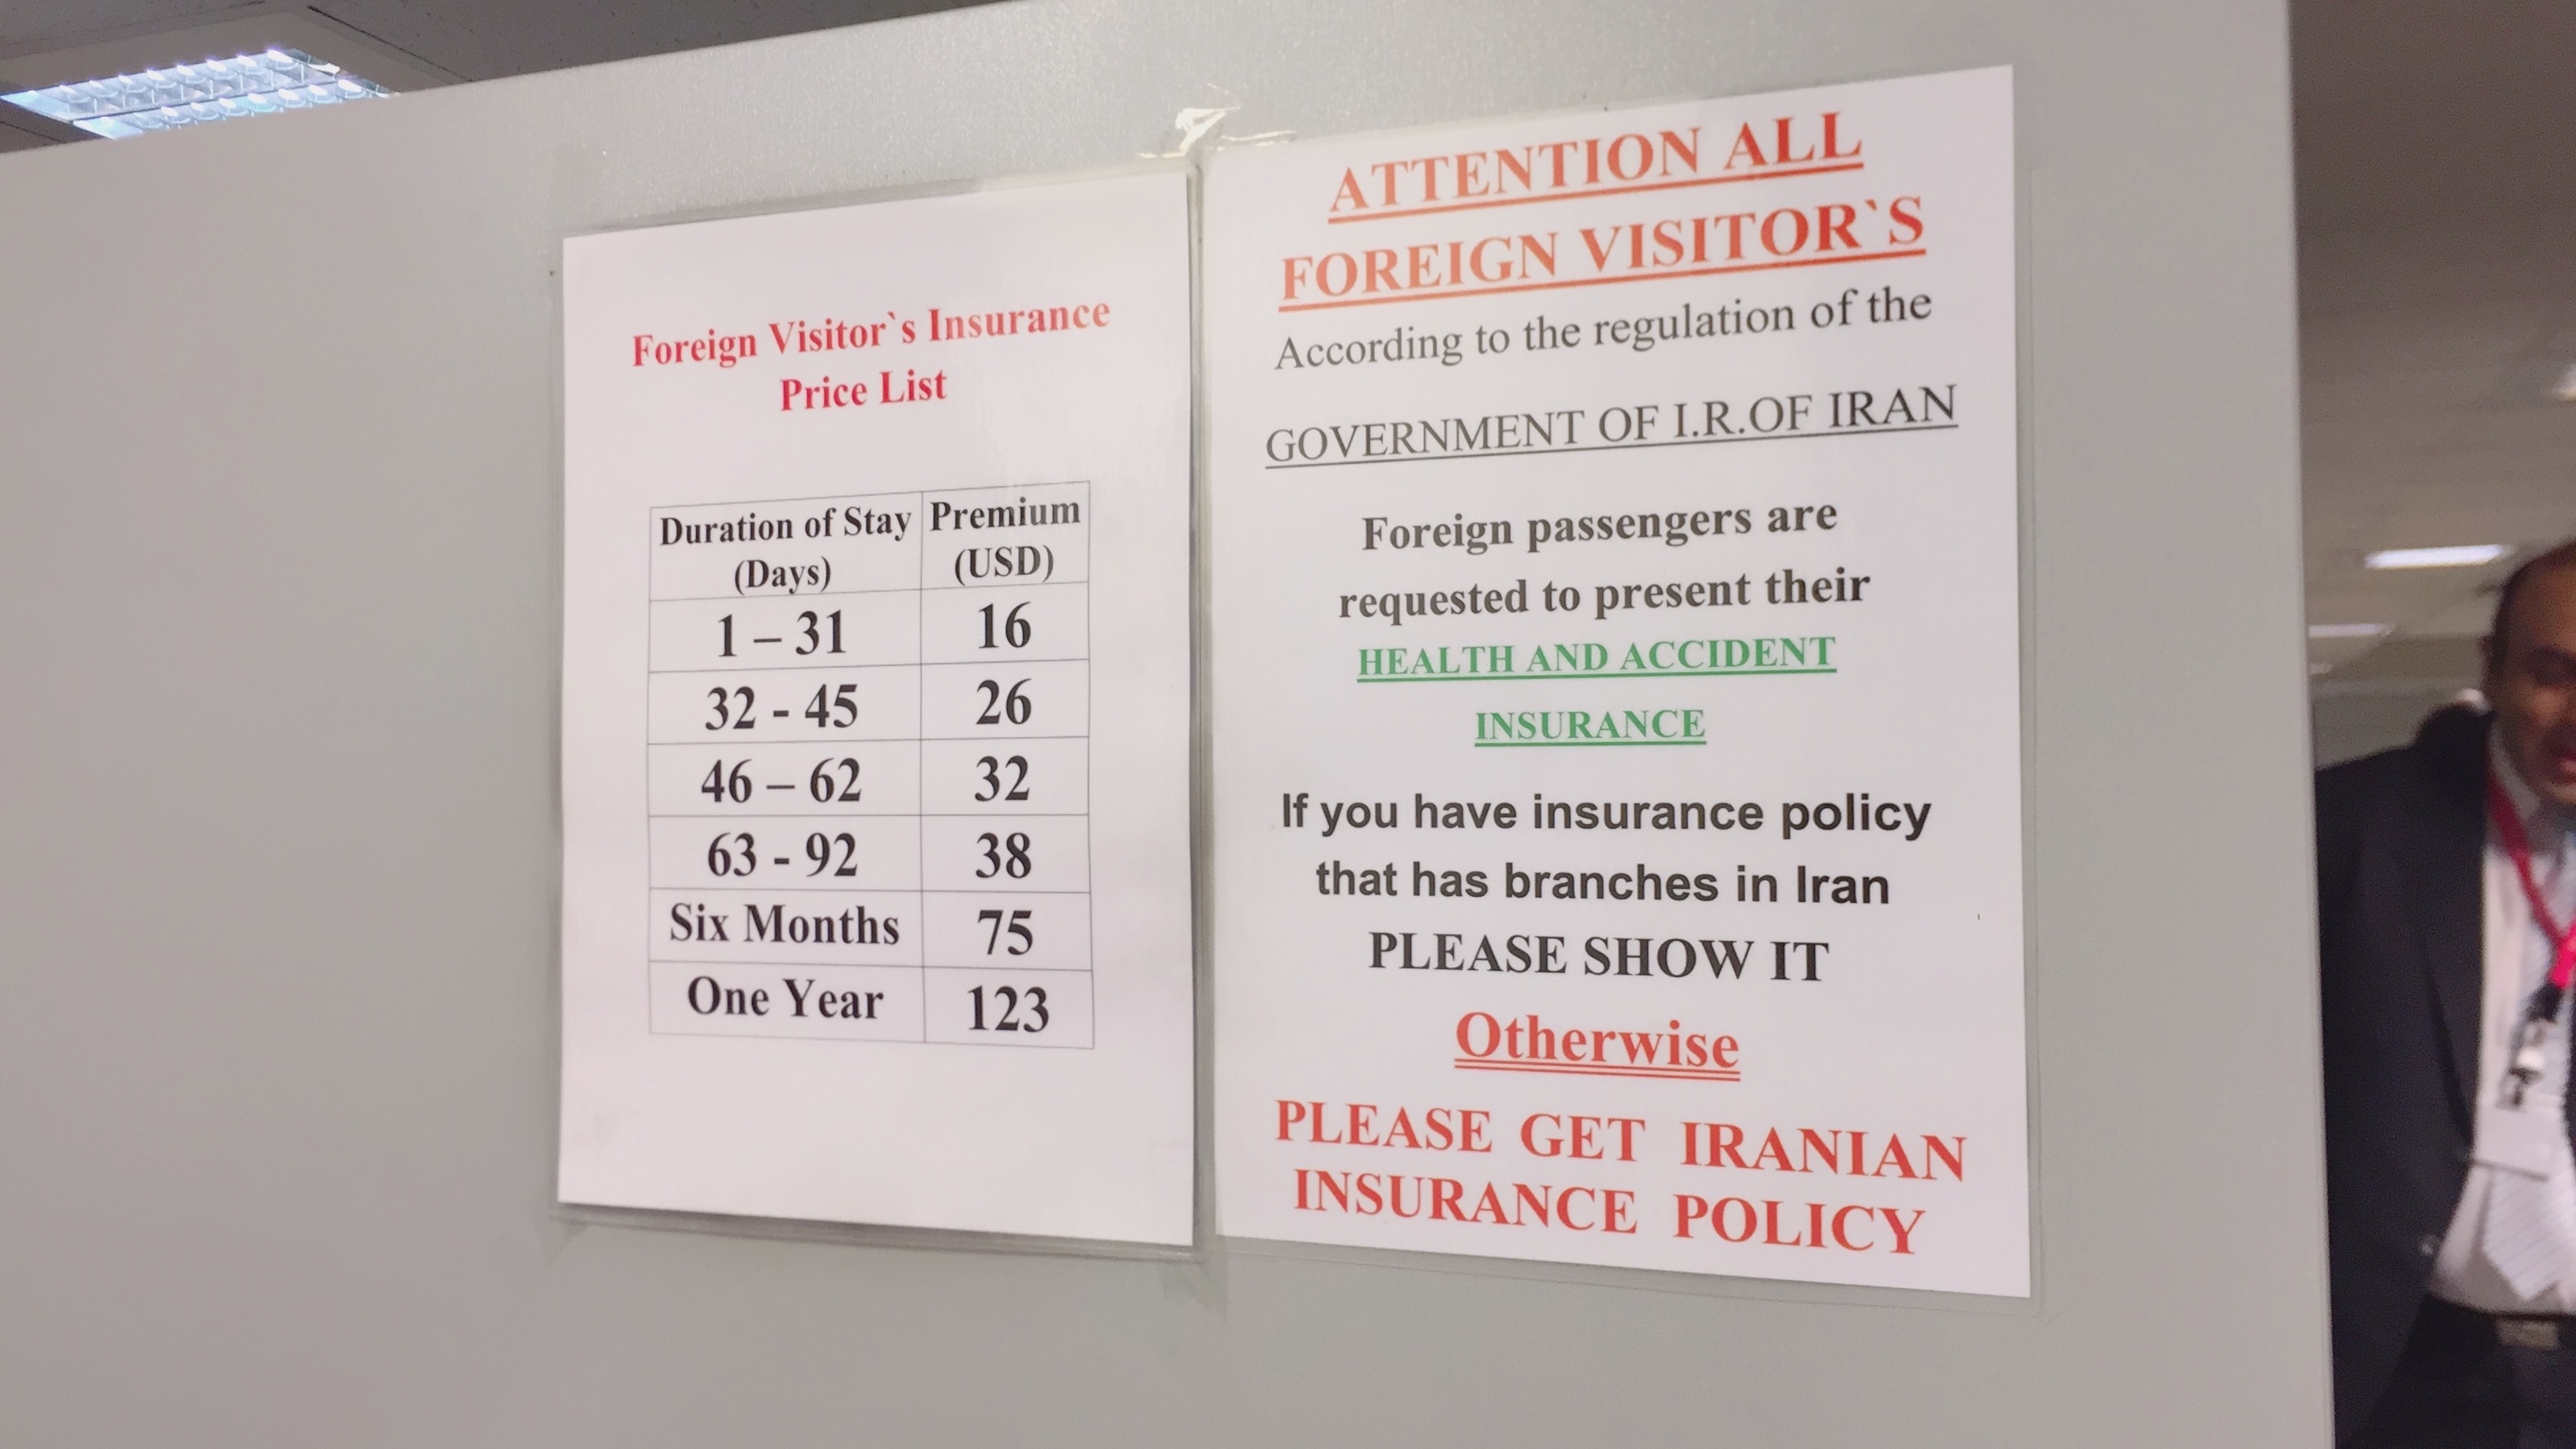 Foreign Visitor`s Insurance
Price List
Duration of Stay (Days) Premium (USD)
1 – 31 16
32 - 45 26
46 – 62 32
63 - 92 38
Six Months 75
One Year 123
ATTENTION ALL
FOREIGN VISITOR`S
According to the regulation of the
GOVERNMENT OF I.R.OF IRAN
Foreign passengers are
requested to present their
HEALTH AND ACCIDENT
INSURANCE
If you have insurance policy
that has branches in Iran
PLEASE SHOW IT
Otherwise
PLEASE GET IRANIAN
INSURANCE POLICY